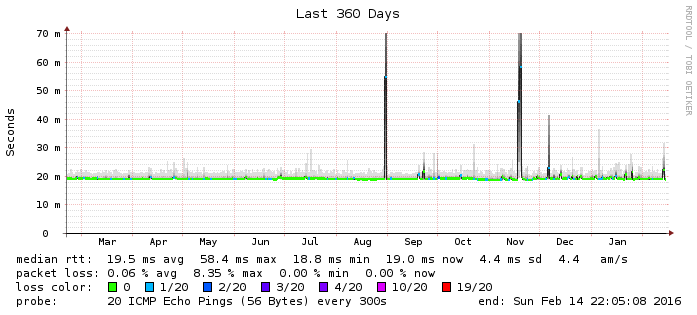 Last 360 Days
RRDTOOL / TOBI OETIKER
Seconds
70 m
60 m
50 m
40 m
30 m
20 m
10 m
0
Mar Apr May Jun Jul Aug Sep Oct Nov Dec Jan
median rtt: 19.5 ms avg 58.4 ms max 18.8 ms min 19.0 ms now 4.4 ms sd 4.4 am/s
packet loss: 0.06 % avg 8.35 % max 0.00 % min 0.00 % now
loss color: 0 1/20 2/20 3/20 4/20 10/20 19/20
probe: 20 ICMP Echo Pings (56 Bytes) every 300s end: Sun Feb 14 22:05:08 2016